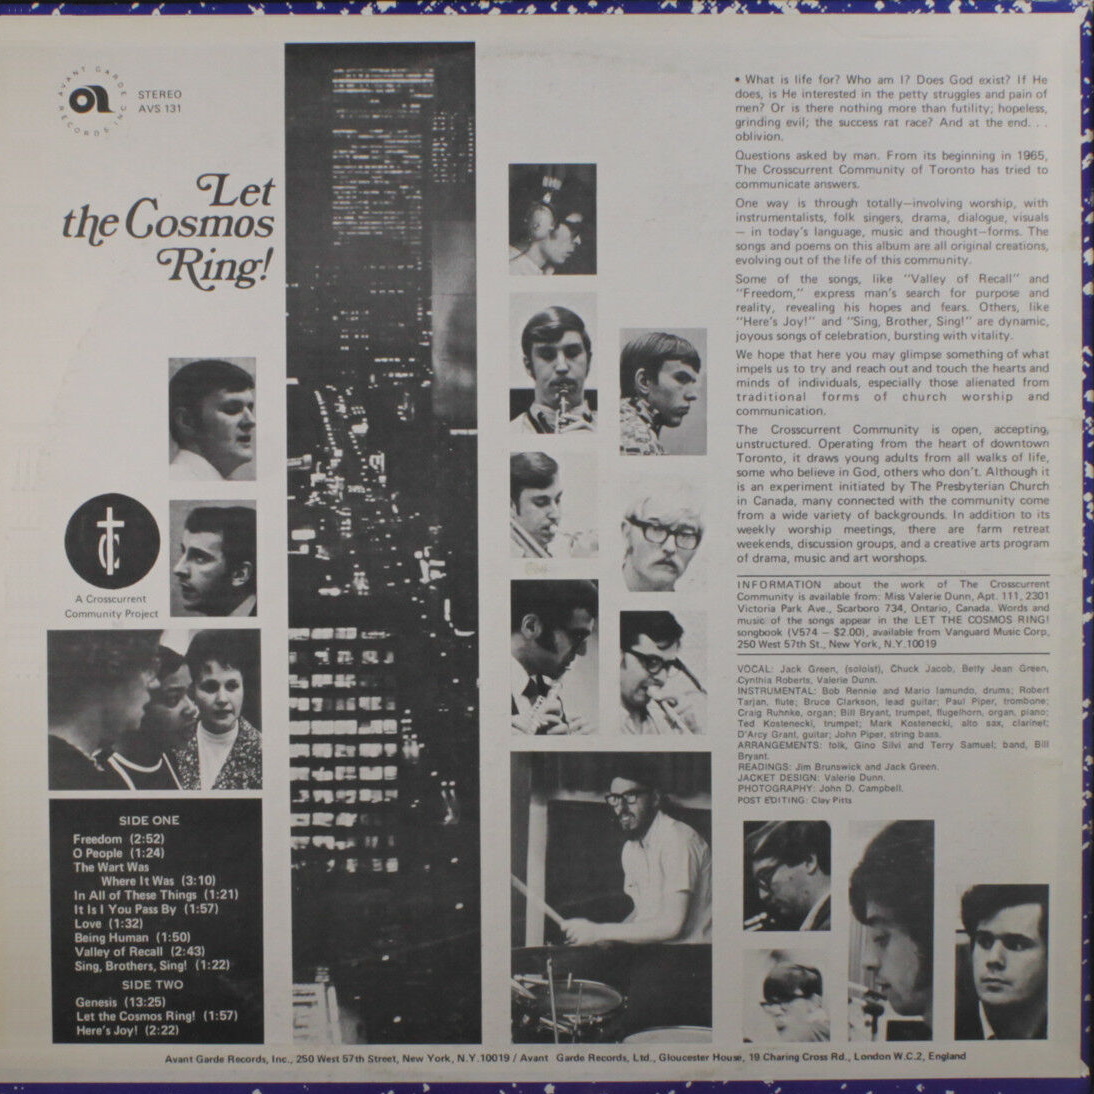 AVANT GARDE RECORDS, INC
STEREO
AVS 131
Let
the Cosmos
Ring!
A Crosscurrent
Community Project
SIDE ONE
Freedom (2:52)
O People (1:24)
The Wart Was
Where It Was (3:10)
In All of These Things (1:21)
It Is I You Pass By (1:57)
Love (1:32)
Being Human (1:50)
Valley of Recall (2:43)
Sing, Brothers, Sing! (1:22)
SIDE TWO
Genesis (13:25)
Let the Cosmos Ring! (1:57)
Here's Joy! (2:22)
• What is life for? Who am I? Does God exist? If He
does, is He interested in the petty struggles and pain of
men? Or is there nothing more than futility; hopeless,
grinding evil; the success rat race? And at the end. . .
oblivion.
Questions asked by man. From its beginning in 1965,
The Crosscurrent Community of Toronto has tried to
communicate answers.
One way is through totally—involving worship, with
instrumentalists, folk singers, drama, dialogue, visuals
— in today's language, music and thought—forms. The
songs and poems on this album are all original creations,
evolving out of the life of this community.
Some of the songs, like "Valley of Recall" and
"Freedom," express man's search for purpose and
reality, revealing his hopes and fears. Others, like
"Here's Joy!" and "Sing, Brother, Sing!" are dynamic,
joyous songs of celebration, bursting with vitality.
We hope that here you may glimpse something of what
impels us to try and reach out and touch the hearts and
minds of individuals, especially those alienated from
traditional forms of church worship and
communication.
The Crosscurrent Community is open, accepting,
unstructured. Operating from the heart of downtown
Toronto, it draws young adults from all walks of life,
some who believe in God, others who don't. Although it
is an experiment initiated by The Presbyterian Church
in Canada, many connected with the community come
from a wide variety of backgrounds. In addition to its
weekly worship meetings, there are farm retreat
weekends, discussion groups, and a creative arts program
of drama, music and art worshops.
INFORMATION about the work of The Crosscurrent
Community is available from: Miss Valerie Dunn, Apt. 111, 2301
Victoria Park Ave., Scarboro 734, Ontario, Canada. Words and
music of the songs appear in the LET THE COSMOS RING!
songbook (V574 — $2.00), available from Vanguard Music Corp,
250 West 57th St., New York, N.Y.10019
VOCAL: Jack Green, (soloist), Chuck Jacob, Betty Jean Green,
Cynthia Roberts, Valerie Dunn.
INSTRUMENTAL: Bob Rennie and Mario Iamundo, drums; Robert
Tarjan, flute; Bruce Clarkson, lead guitar; Paul Piper, trombone;
Craig Ruhnke, organ; Bill Bryant, trumpet, flugelhorn, organ, piano;
Ted Kostenecki, trumpet; Mark Kostenecki, alto sax, clarinet;
D'Arcy Grant, guitar; John Piper, string bass.
ARRANGEMENTS: folk, Gino Silvi and Terry Samuel; band, Bill
Bryant.
READINGS: Jim Brunswick and Jack Green.
JACKET DESIGN: Valerie Dunn.
PHOTOGRAPHY: John D. Campbell.
POST EDITING: Clay Pitts
Avant Garde Records, Inc., 250 West 57th Street, New York, N.Y.10019 / Avant Garde Records, Ltd., Gloucester House, 19 Charing Cross Rd., London W.C.2, England